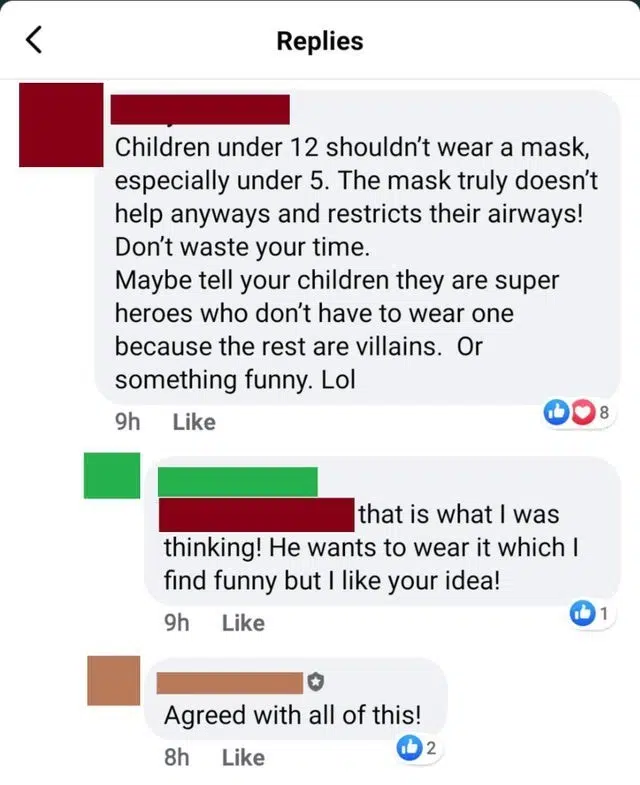 Replies
Children under 12 shouldn't wear a mask,
especially under 5. The mask truly doesn't
help anyways and restricts their airways!
Don't waste your time.
Maybe tell your children they are super
heroes who don't have to wear one
because the rest are villains.  Or
something funny. Lol
9h Like 8
that is what I was
thinking! He wants to wear it which I
find funny but I like your idea!
9h Like 1
Agreed with all of this!
8h Like 2